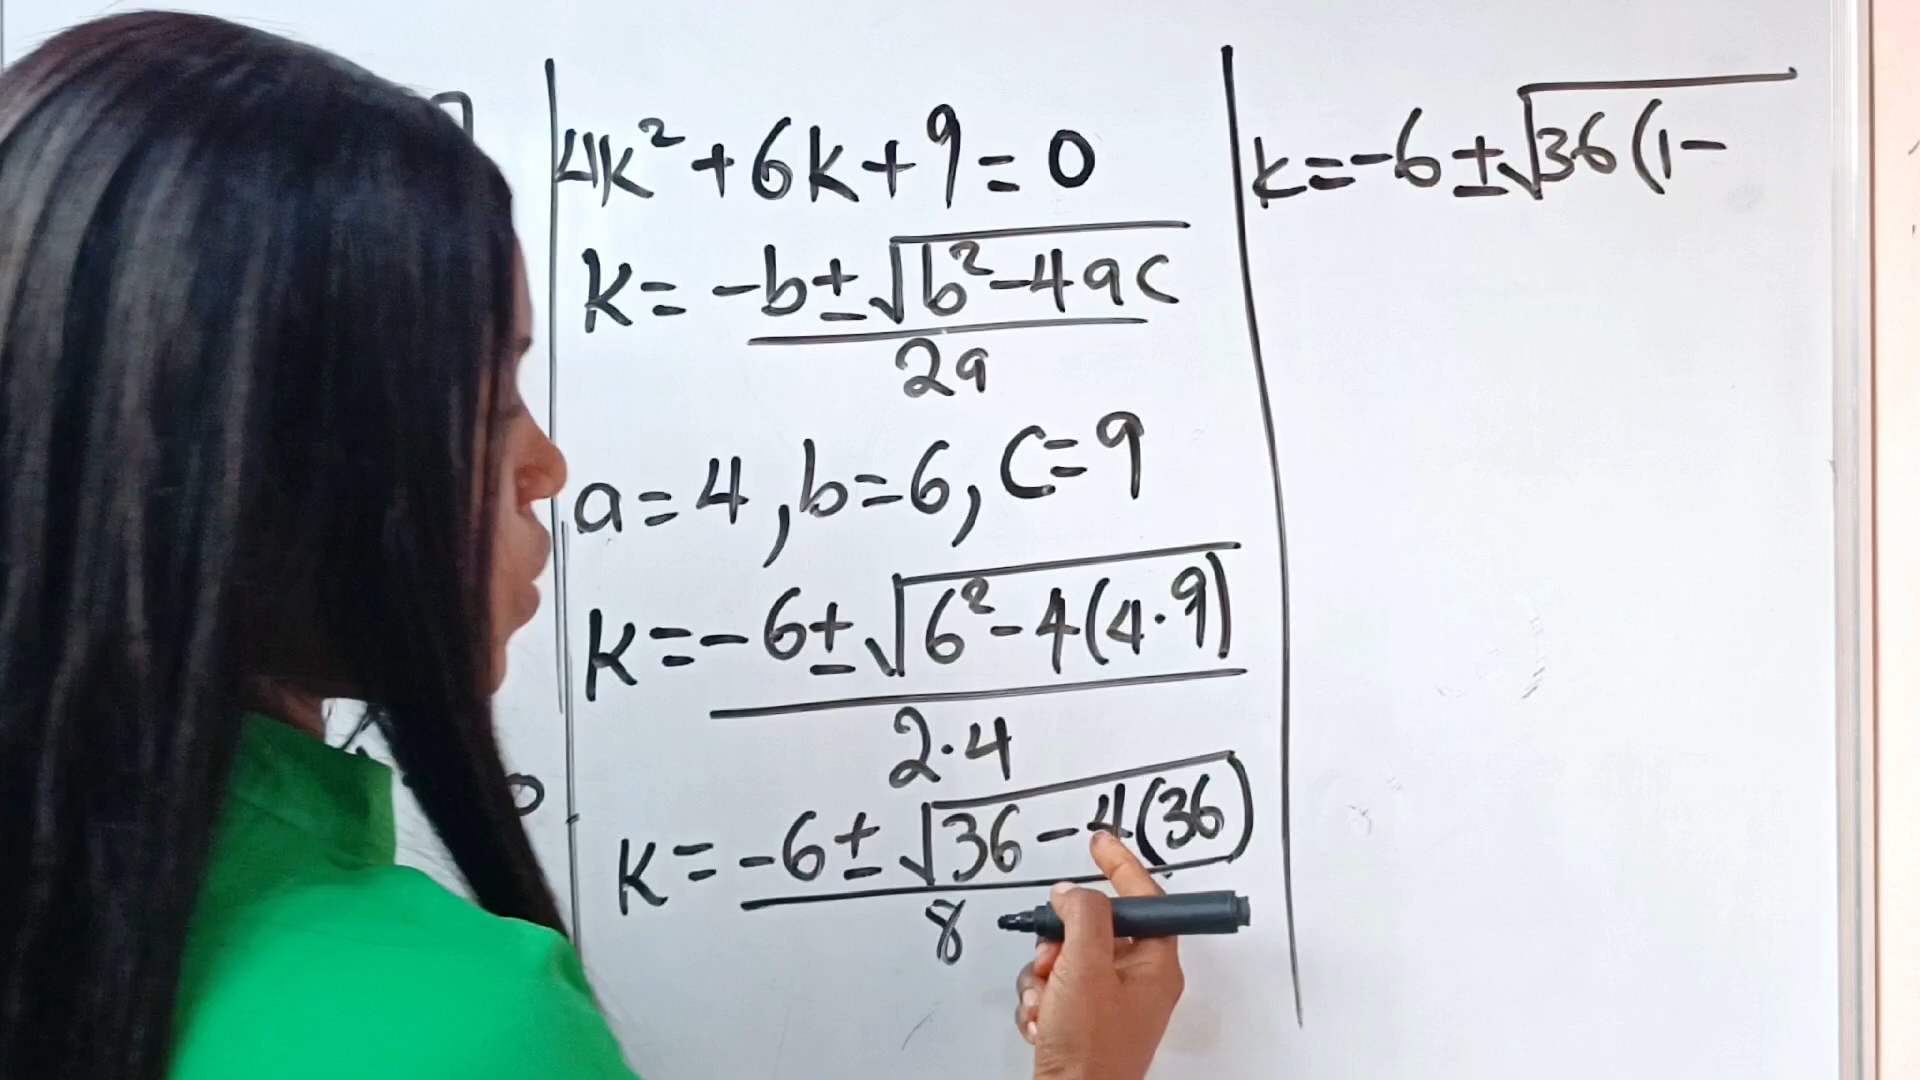 4k² + 6k + 9 = 0
k = -b ± √b² - 4ac
2a
a = 4, b = 6, c = 9
k = -6 ± √6² - 4(4·9)
2·4
k = -6 ± √36 - 4(36)
8
k = -6 ± √36(1 -